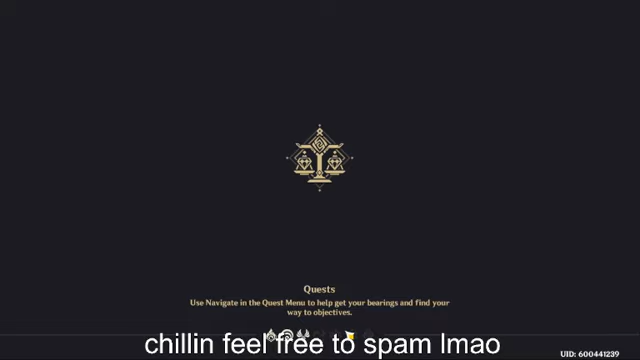 Quests
Use Navigate in the Quest Menu to help get your bearings and find your
way to objectives.
chillin feel free to spam lmao
UID: 600441239